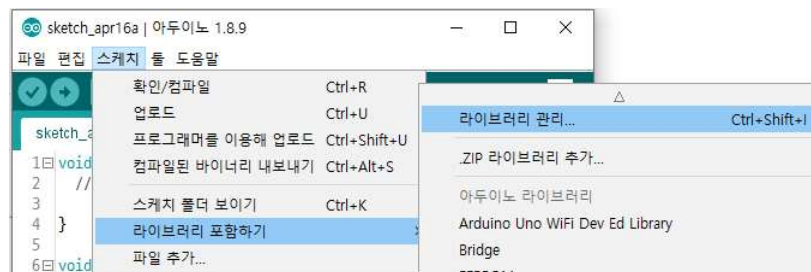 sketch_apr16a | 아두이노 1.8.9
파일 편집 스케치 툴 도움말
확인/컴파일 Ctrl+R
업로드 Ctrl+U
프로그래머를 이용해 업로드 Ctrl+Shift+U
컴파일된 바이너리 내보내기 Ctrl+Alt+S
스케치 폴더 보이기 Ctrl+K
라이브러리 포함하기
파일 추가...
라이브러리 관리... Ctrl+Shift+I
.ZIP 라이브러리 추가...
아두이노 라이브러리
Arduino Uno WiFi Dev Ed Library
Bridge
sketch_a
1 void
2 //
3
4 }
5
6 void